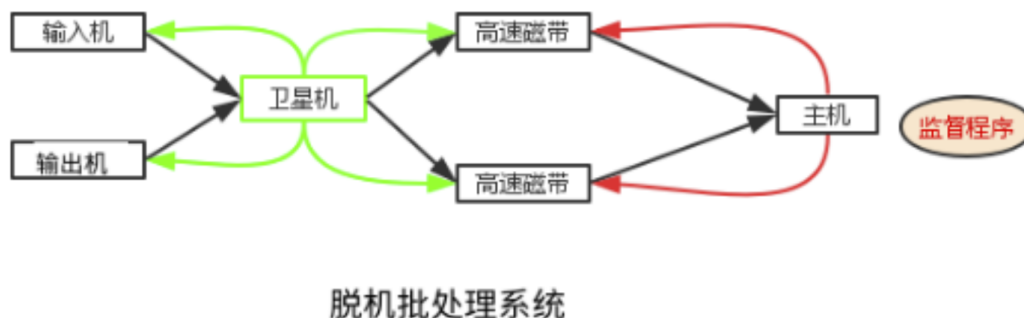 输入机
高速磁带
卫星机
主机
监督程序
输出机
高速磁带
脱机批处理系统